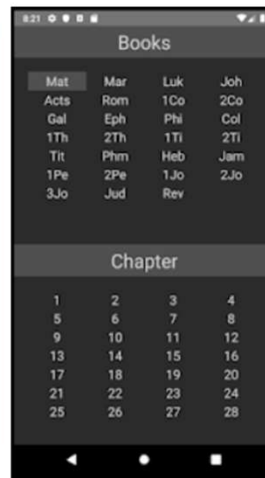 8:21
Books
Mat Mar Luk Joh
Acts Rom 1Co 2Co
Gal Eph Phi Col
1Th 2Th 1Ti 2Ti
Tit Phm Heb Jam
1Pe 2Pe 1Jo 2Jo
3Jo Jud Rev
Chapter
1 2 3 4
5 6 7 8
9 10 11 12
13 14 15 16
17 18 19 20
21 22 23 24
25 26 27 28